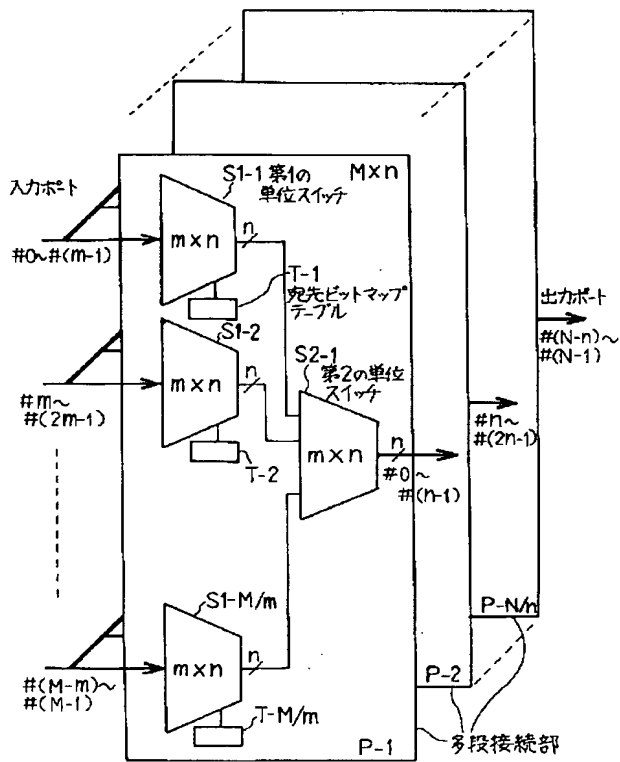 M×n
入力ポート
#0~#(m-1)
S1-1 第1の
単位スイッチ
m×n
n
T-1
宛先ビットマップ
テーブル
出力ポート
#(N-n)~
#(N-1)
S1-2
m×n
n
#m~
#(2m-1)
T-2
S2-1
第2の単位
スイッチ
m×n
n
#0~
#(n-1)
#n~
#(2n-1)
S1-M/m
m×n
n
#(M-m)~
#(M-1)
T-M/m
P-1
P-2
P-N/n
多段接続部